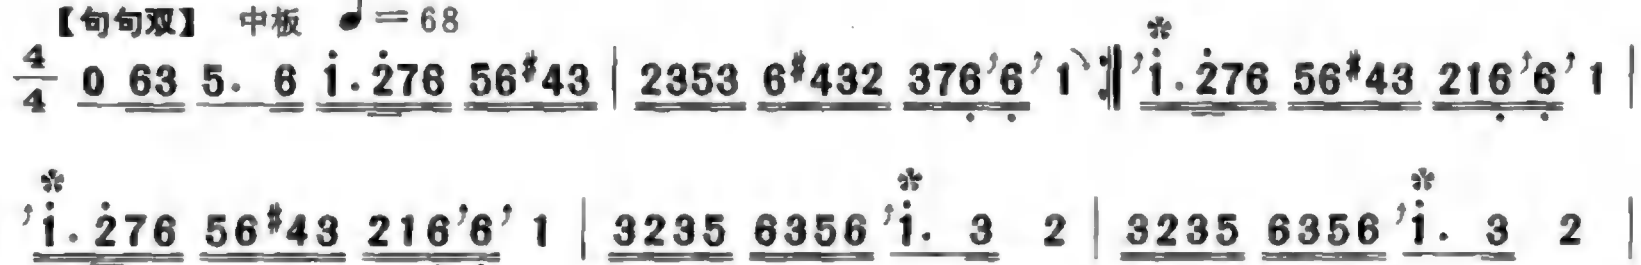 【句句双】 中板 ♩=68
4/4 0 63 5. 6 i.276 56#43 | 2353 6#432 376'6' 1 :‖ 'i.276 56#43 216'6' 1 |
'i.276 56#43 216'6' 1 | 3235 6356 'i. 3 2 | 3235 6356 'i. 3 2 |